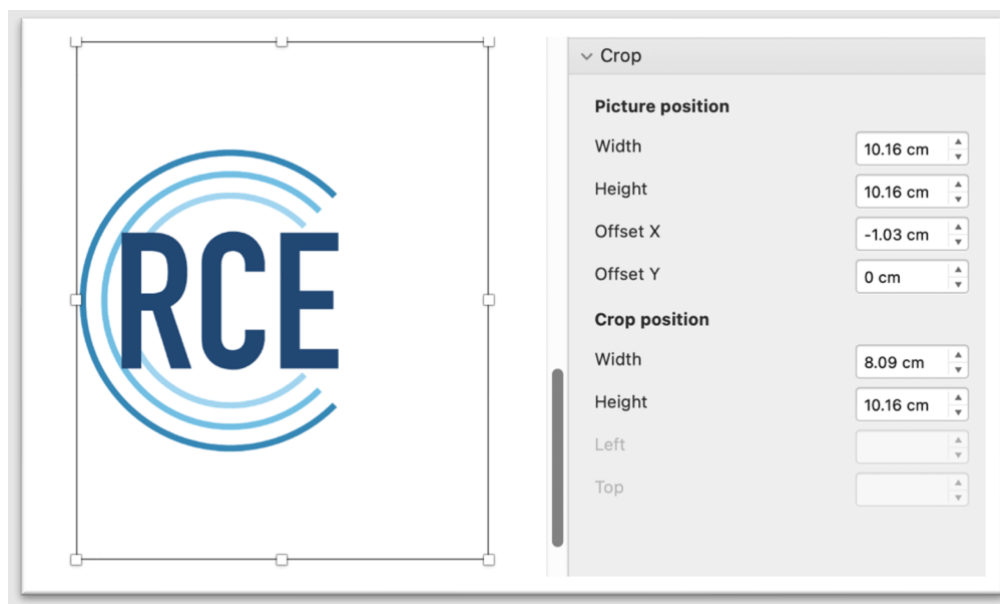 RCE
Crop
Picture position
Width 10.16 cm
Height 10.16 cm
Offset X -1.03 cm
Offset Y 0 cm
Crop position
Width 8.09 cm
Height 10.16 cm
Left
Top